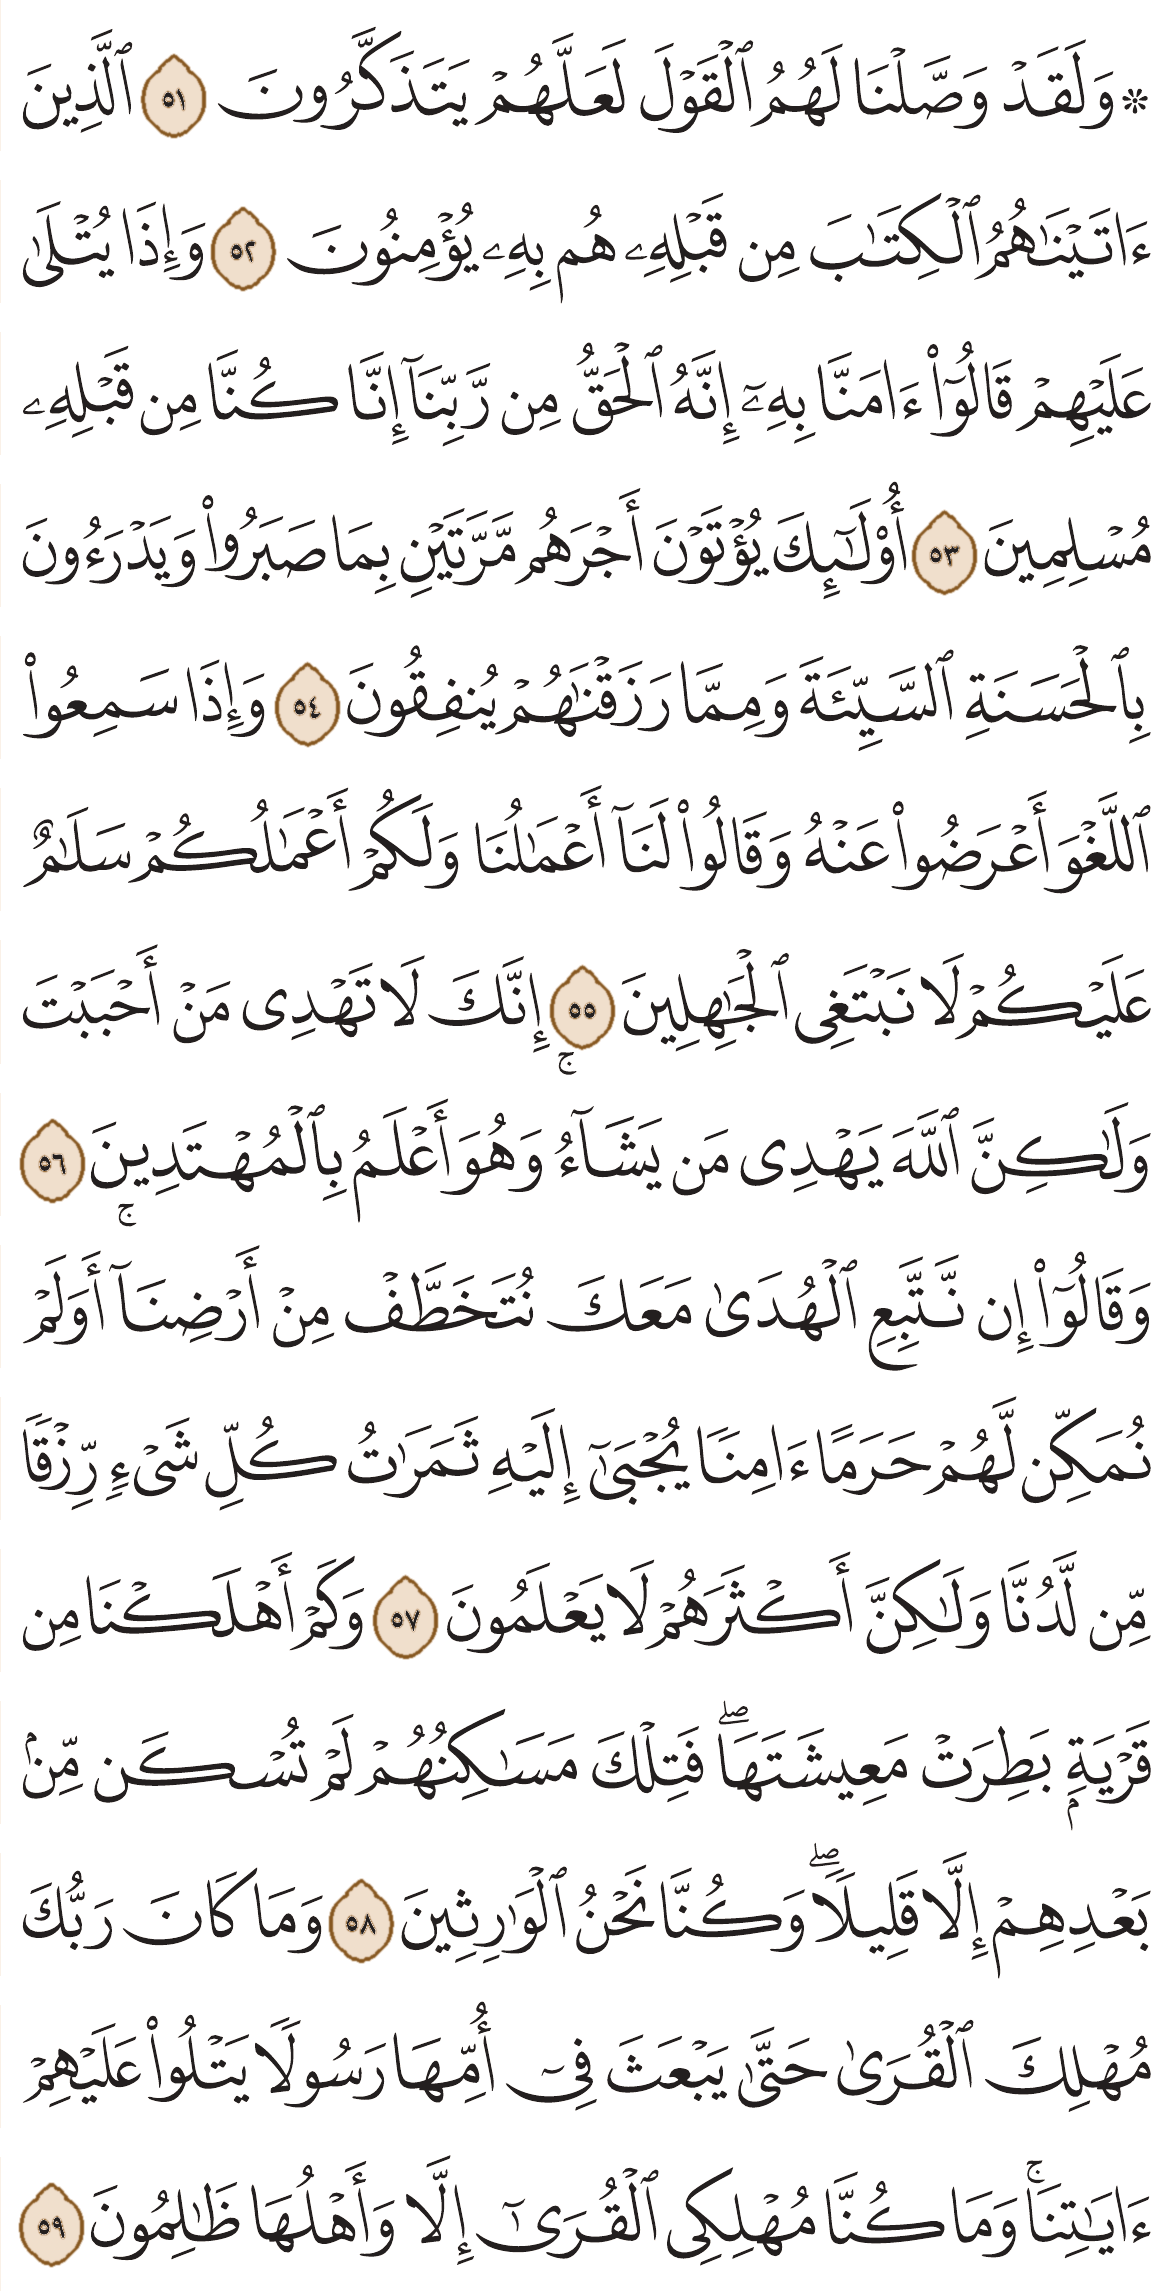 ۞ وَلَقَدْ وَصَّلْنَا لَهُمُ ٱلْقَوْلَ لَعَلَّهُمْ يَتَذَكَّرُونَ ٥١ ٱلَّذِينَ
ءَاتَيْنَٰهُمُ ٱلْكِتَٰبَ مِن قَبْلِهِۦ هُم بِهِۦ يُؤْمِنُونَ ٥٢ وَإِذَا يُتْلَىٰ
عَلَيْهِمْ قَالُوٓا۟ ءَامَنَّا بِهِۦٓ إِنَّهُ ٱلْحَقُّ مِن رَّبِّنَآ إِنَّا كُنَّا مِن قَبْلِهِۦ
مُسْلِمِينَ ٥٣ أُو۟لَٰٓئِكَ يُؤْتَوْنَ أَجْرَهُم مَّرَّتَيْنِ بِمَا صَبَرُوا۟ وَيَدْرَءُونَ
بِٱلْحَسَنَةِ ٱلسَّيِّئَةَ وَمِمَّا رَزَقْنَٰهُمْ يُنفِقُونَ ٥٤ وَإِذَا سَمِعُوا۟
ٱللَّغْوَ أَعْرَضُوا۟ عَنْهُ وَقَالُوا۟ لَنَآ أَعْمَٰلُنَا وَلَكُمْ أَعْمَٰلُكُمْ سَلَٰمٌ
عَلَيْكُمْ لَا نَبْتَغِى ٱلْجَٰهِلِينَ ٥٥ إِنَّكَ لَا تَهْدِى مَنْ أَحْبَبْتَ
وَلَٰكِنَّ ٱللَّهَ يَهْدِى مَن يَشَآءُ ۚ وَهُوَ أَعْلَمُ بِٱلْمُهْتَدِينَ ٥٦
وَقَالُوٓا۟ إِن نَّتَّبِعِ ٱلْهُدَىٰ مَعَكَ نُتَخَطَّفْ مِنْ أَرْضِنَآ ۚ أَوَلَمْ
نُمَكِّن لَّهُمْ حَرَمًا ءَامِنًا يُجْبَىٰٓ إِلَيْهِ ثَمَرَٰتُ كُلِّ شَىْءٍ رِّزْقًا
مِّن لَّدُنَّا وَلَٰكِنَّ أَكْثَرَهُمْ لَا يَعْلَمُونَ ٥٧ وَكَمْ أَهْلَكْنَا مِن
قَرْيَةٍۭ بَطِرَتْ مَعِيشَتَهَا ۖ فَتِلْكَ مَسَٰكِنُهُمْ لَمْ تُسْكَن مِّنۢ
بَعْدِهِمْ إِلَّا قَلِيلًا ۖ وَكُنَّا نَحْنُ ٱلْوَٰرِثِينَ ٥٨ وَمَا كَانَ رَبُّكَ
مُهْلِكَ ٱلْقُرَىٰ حَتَّىٰ يَبْعَثَ فِىٓ أُمِّهَا رَسُولًا يَتْلُوا۟ عَلَيْهِمْ
ءَايَٰتِنَا ۚ وَمَا كُنَّا مُهْلِكِى ٱلْقُرَىٰٓ إِلَّا وَأَهْلُهَا ظَٰلِمُونَ ٥٩